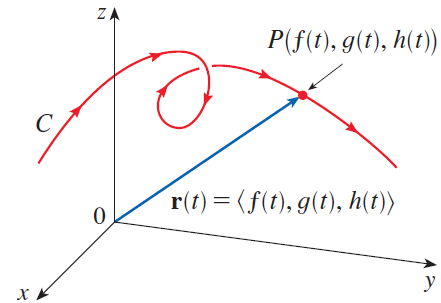 z
P(f(t), g(t), h(t))
C
r(t) = ⟨f(t), g(t), h(t)⟩
0
x
y